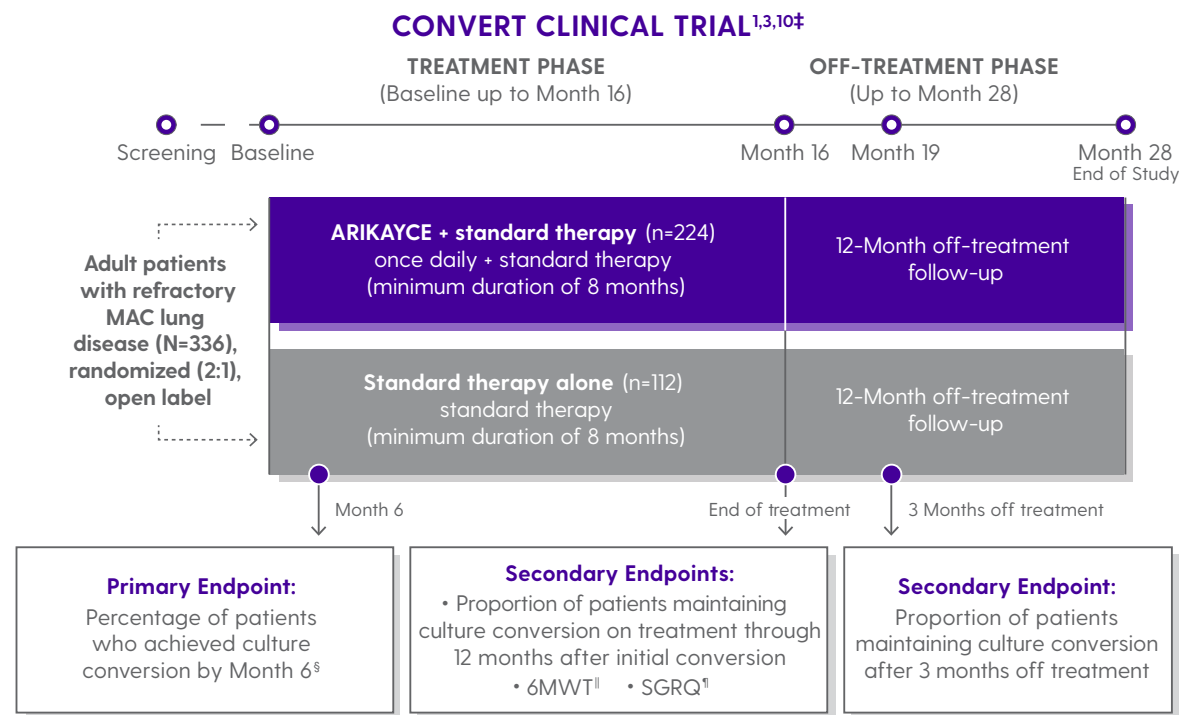 CONVERT CLINICAL TRIAL1,3,10‡
TREATMENT PHASE
(Baseline up to Month 16)
OFF-TREATMENT PHASE
(Up to Month 28)
Screening
Baseline
Month 16
Month 19
Month 28
End of Study
Adult patients
with refractory
MAC lung
disease (N=336),
randomized (2:1),
open label
ARIKAYCE + standard therapy (n=224)
once daily + standard therapy
(minimum duration of 8 months)
12-Month off-treatment
follow-up
Standard therapy alone (n=112)
standard therapy
(minimum duration of 8 months)
12-Month off-treatment
follow-up
Month 6
End of treatment
3 Months off treatment
Primary Endpoint:
Percentage of patients
who achieved culture
conversion by Month 6§
Secondary Endpoints:
• Proportion of patients maintaining
culture conversion on treatment through
12 months after initial conversion
• 6MWT‖ • SGRQ¶
Secondary Endpoint:
Proportion of patients
maintaining culture conversion
after 3 months off treatment